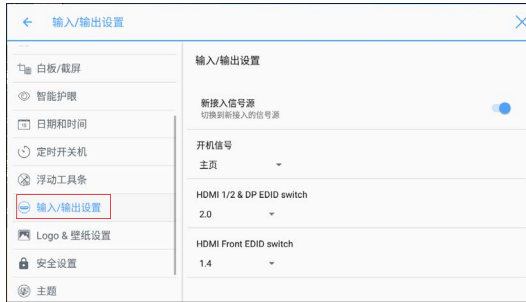 输入/输出设置
白板/截屏
智能护眼
日期和时间
定时开关机
浮动工具条
输入/输出设置
Logo & 壁纸设置
安全设置
主题
输入/输出设置
新接入信号源
切换到新接入的信号源
开机信号
主页
HDMI 1/2 & DP EDID switch
2.0
HDMI Front EDID switch
1.4